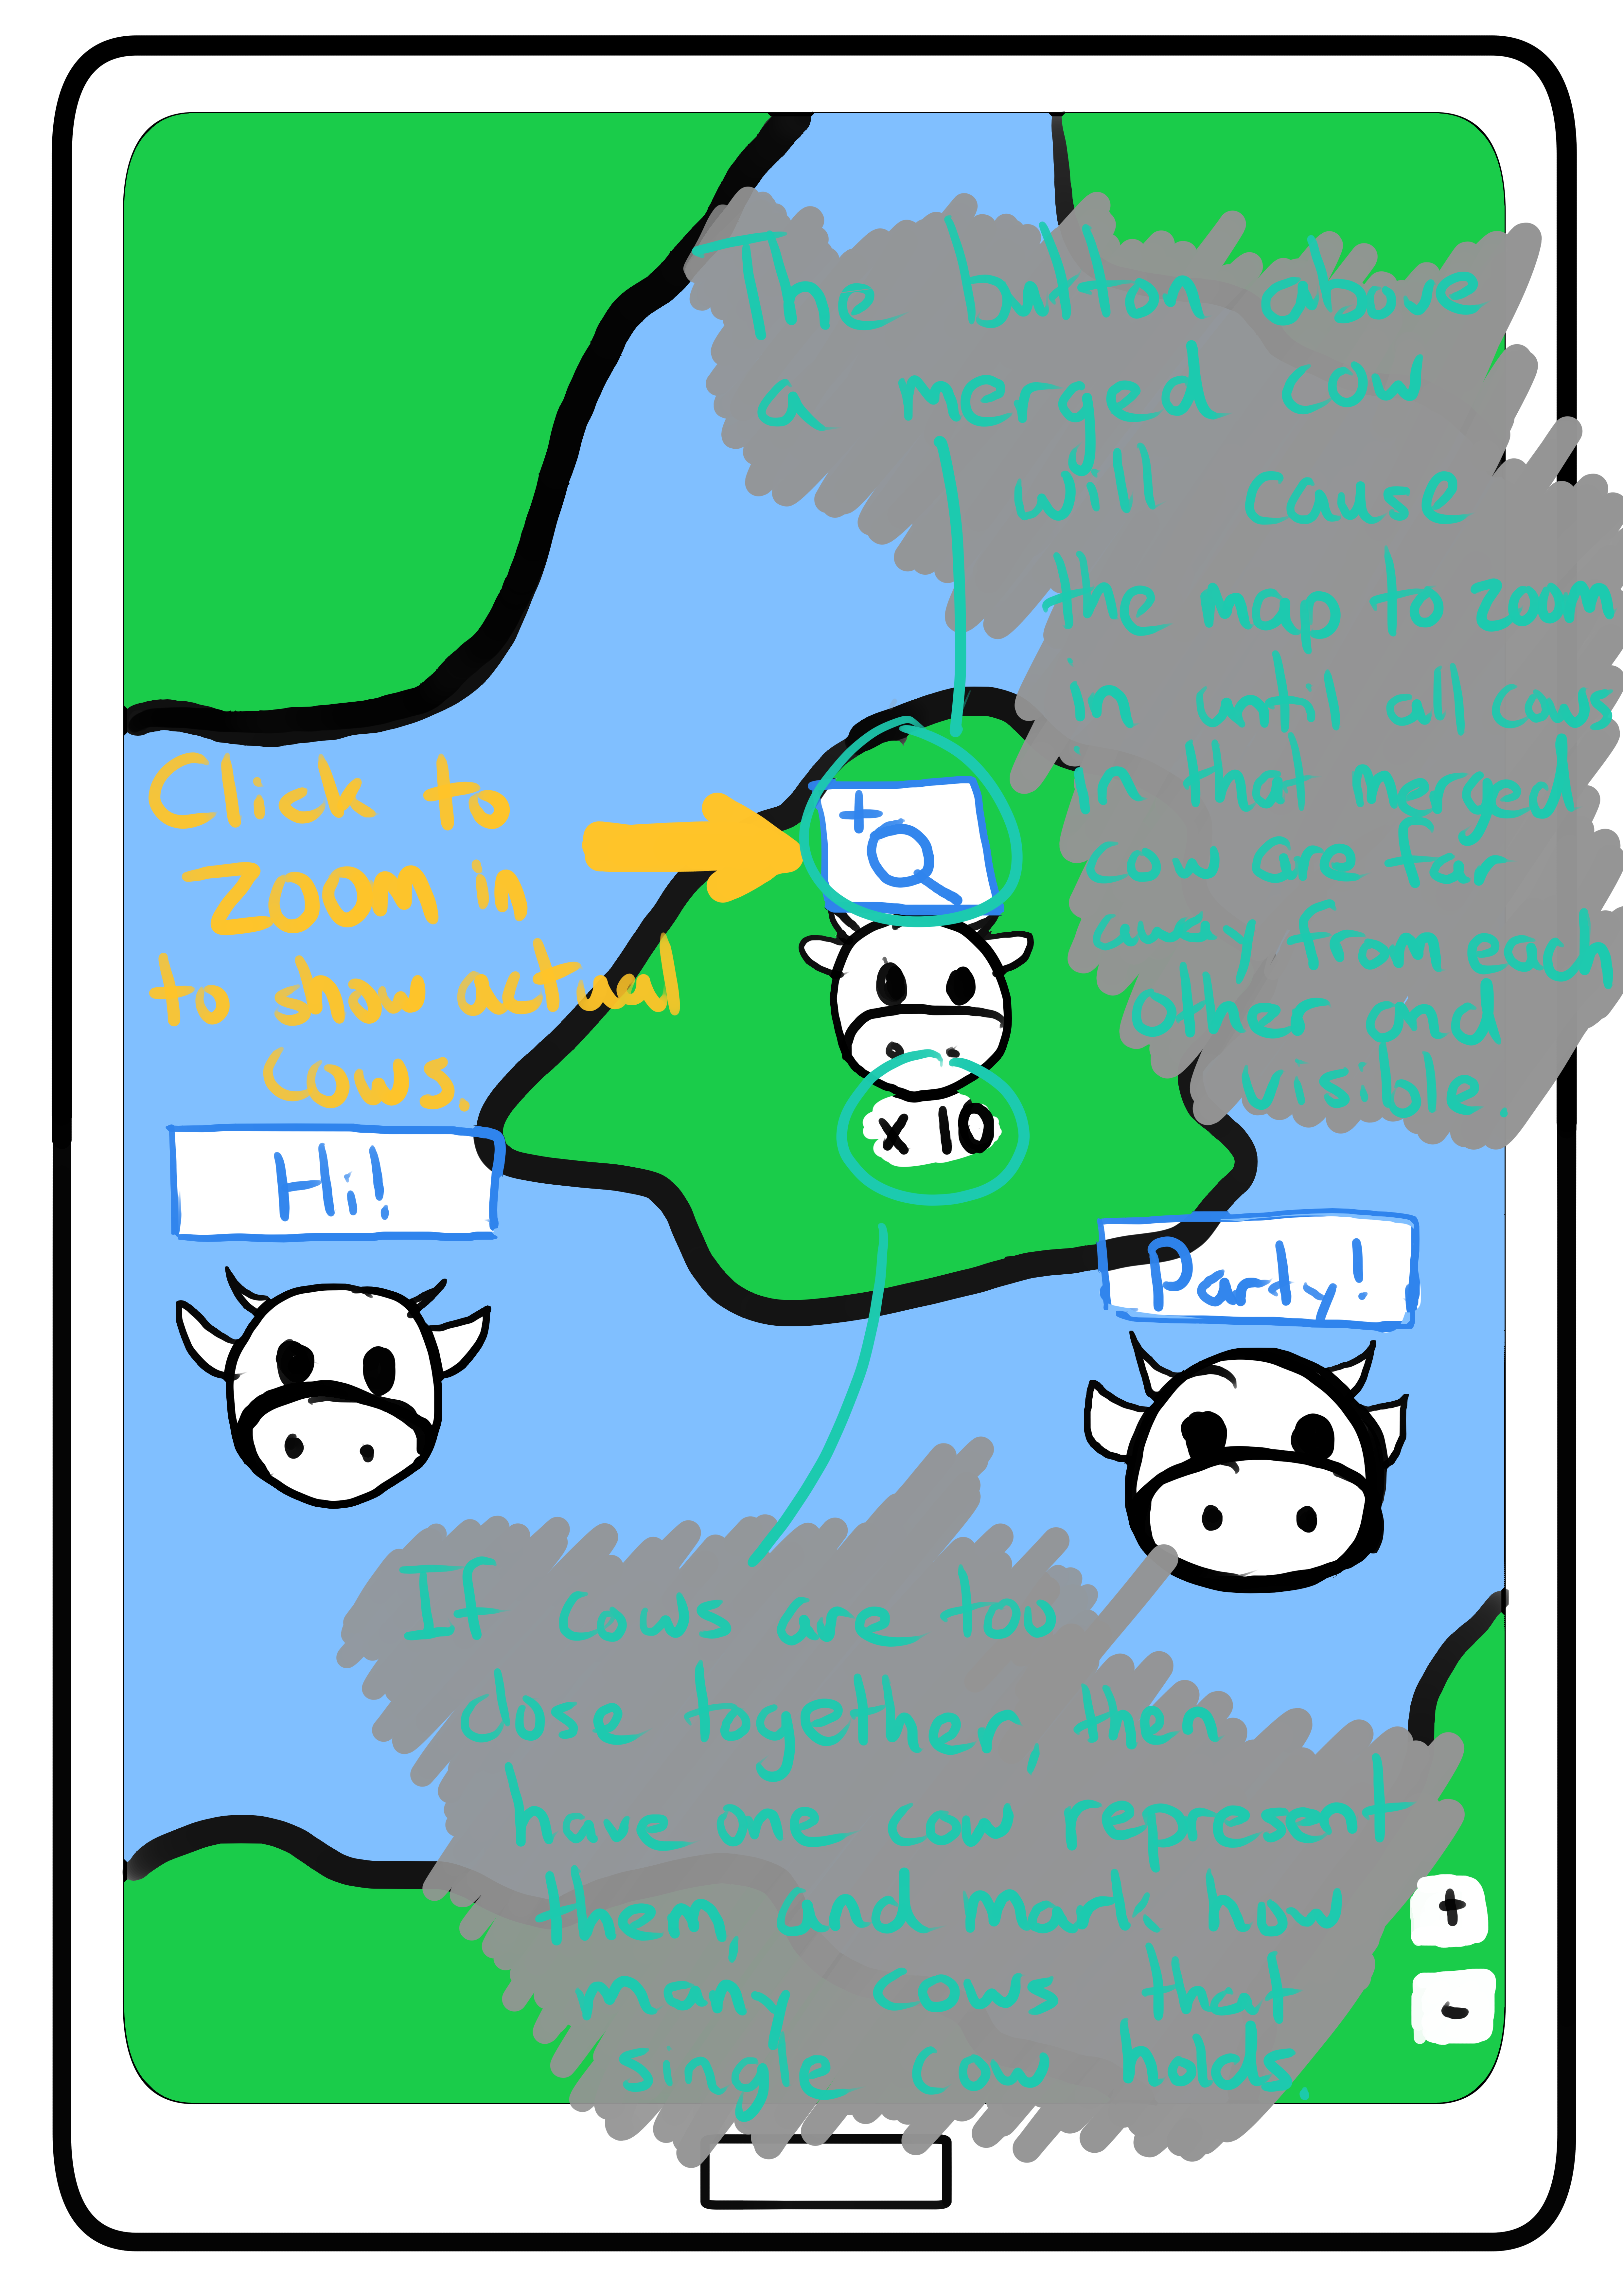 The button above
a merged cow
will cause
the map to zoom
in until all cows
in that merged
cow are far
away from each
other and
visible.
Click to
zoom in
to show actual
cows.
+
x 10
Hi!
Party!
If cows are too
close together, then
have one cow represent
them, and mark how
many cows that
single cow holds.
+
-